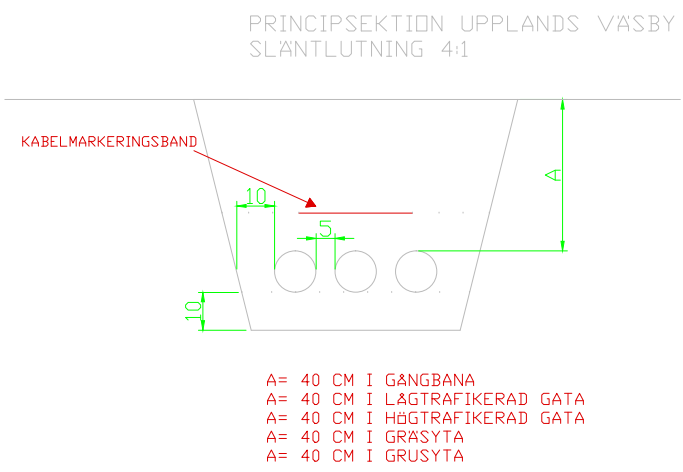 PRINCIPSEKTION UPPLANDS VÄSBY
SLÄNTLUTNING 4:1
KABELMARKERINGSBAND
A
10
5
10
A= 40 CM I GÅNGBANA
A= 40 CM I LÅGTRAFIKERAD GATA
A= 40 CM I HÖGTRAFIKERAD GATA
A= 40 CM I GRÄSYTA
A= 40 CM I GRUSYTA